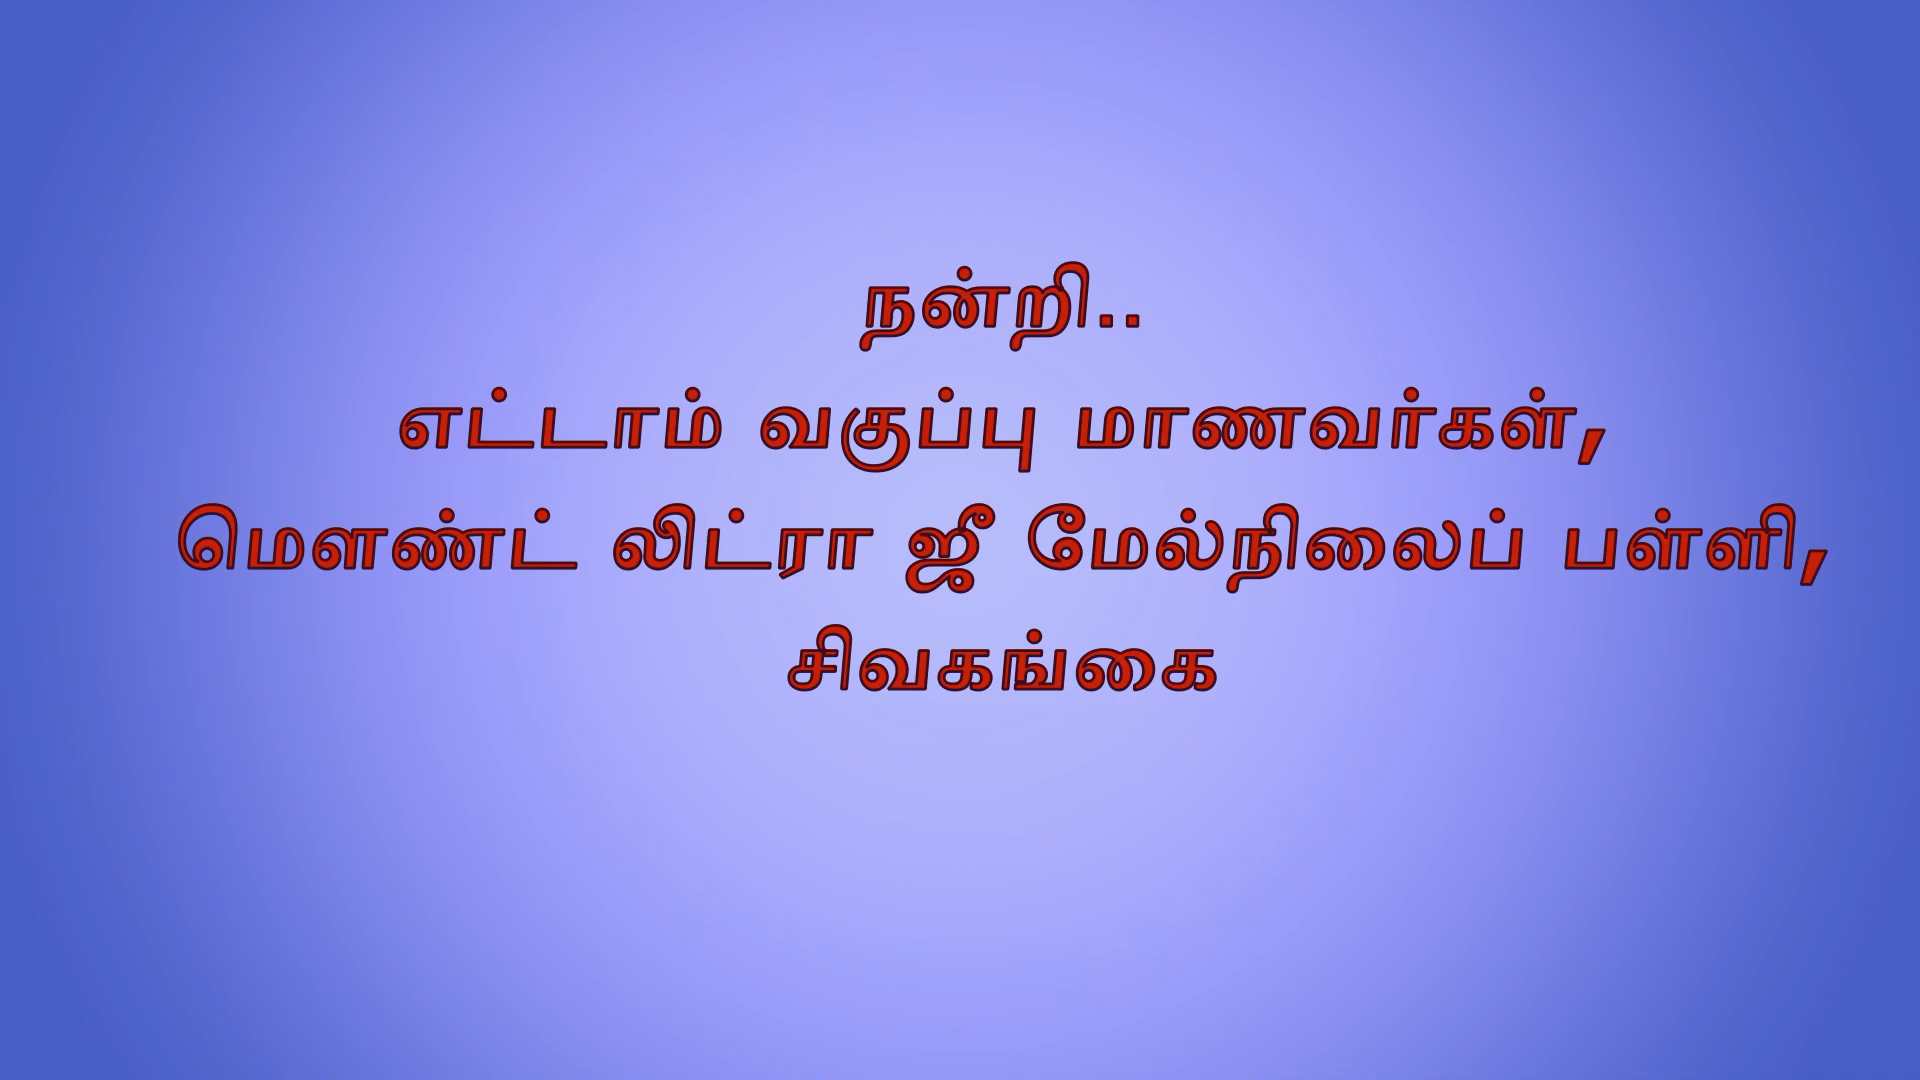 நன்றி..
எட்டாம் வகுப்பு மாணவர்கள்,
மௌண்ட் லிட்ரா ஜீ மேல்நிலைப் பள்ளி,
சிவகங்கை